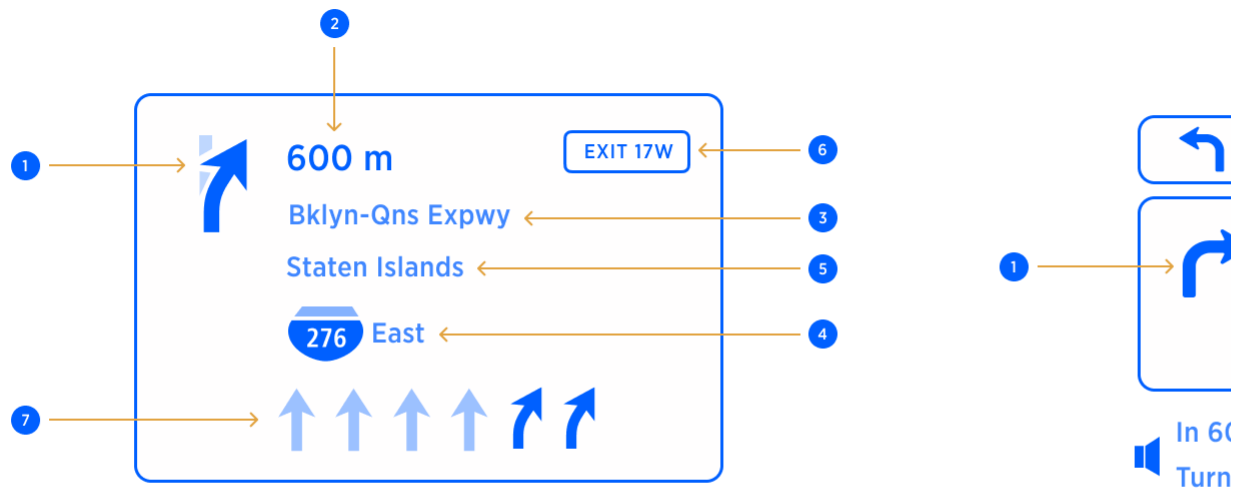 2
1
600 m
EXIT 17W
6
Bklyn-Qns Expwy
3
Staten Islands
5
1
276 East
4
7
In
Turn